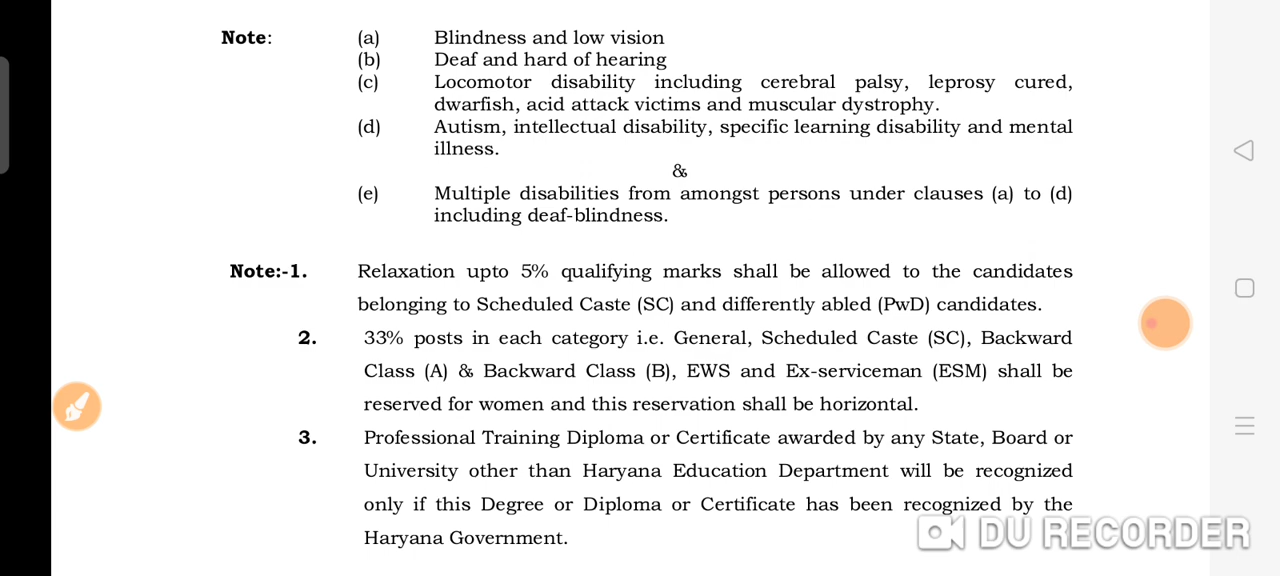 Note: (a) Blindness and low vision
(b) Deaf and hard of hearing
(c) Locomotor disability including cerebral palsy, leprosy cured,
dwarfish, acid attack victims and muscular dystrophy.
(d) Autism, intellectual disability, specific learning disability and mental
illness.
&
(e) Multiple disabilities from amongst persons under clauses (a) to (d)
including deaf-blindness.
Note:-1. Relaxation upto 5% qualifying marks shall be allowed to the candidates
belonging to Scheduled Caste (SC) and differently abled (PwD) candidates.
2. 33% posts in each category i.e. General, Scheduled Caste (SC), Backward
Class (A) & Backward Class (B), EWS and Ex-serviceman (ESM) shall be
reserved for women and this reservation shall be horizontal.
3. Professional Training Diploma or Certificate awarded by any State, Board or
University other than Haryana Education Department will be recognized
only if this Degree or Diploma or Certificate has been recognized by the
Haryana Government.
DU RECORDER